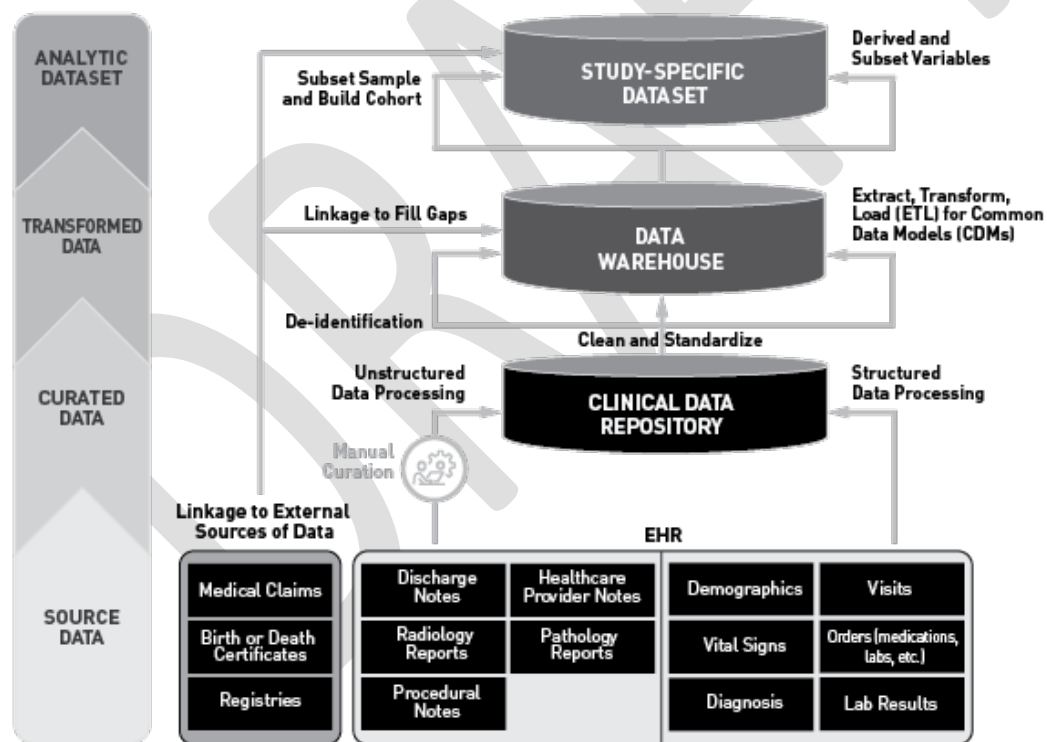 ANALYTIC
DATASET
TRANSFORMED
DATA
CURATED
DATA
SOURCE
DATA
Subset Sample
and Build Cohort
STUDY-SPECIFIC
DATASET
Derived and
Subset Variables
Linkage to Fill Gaps
DATA
WAREHOUSE
Extract, Transform,
Load (ETL) for Common
Data Models (CDMs)
De-identification
Clean and Standardize
Unstructured
Data Processing
CLINICAL DATA
REPOSITORY
Structured
Data Processing
Manual
Curation
Linkage to External
Sources of Data
Medical Claims
Birth or Death
Certificates
Registries
EHR
Discharge
Notes
Healthcare
Provider Notes
Radiology
Reports
Pathology
Reports
Procedural
Notes
Demographics
Visits
Vital Signs
Orders (medications,
labs, etc.)
Diagnosis
Lab Results